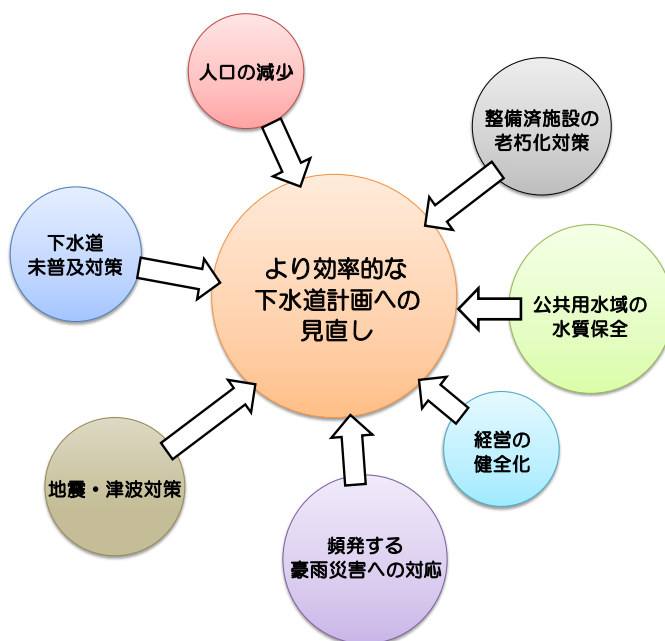 人口の減少
整備済施設の
老朽化対策
下水道
未普及対策
より効率的な
下水道計画への
見直し
公共用水域の
水質保全
経営の
健全化
地震・津波対策
頻発する
豪雨災害への対応